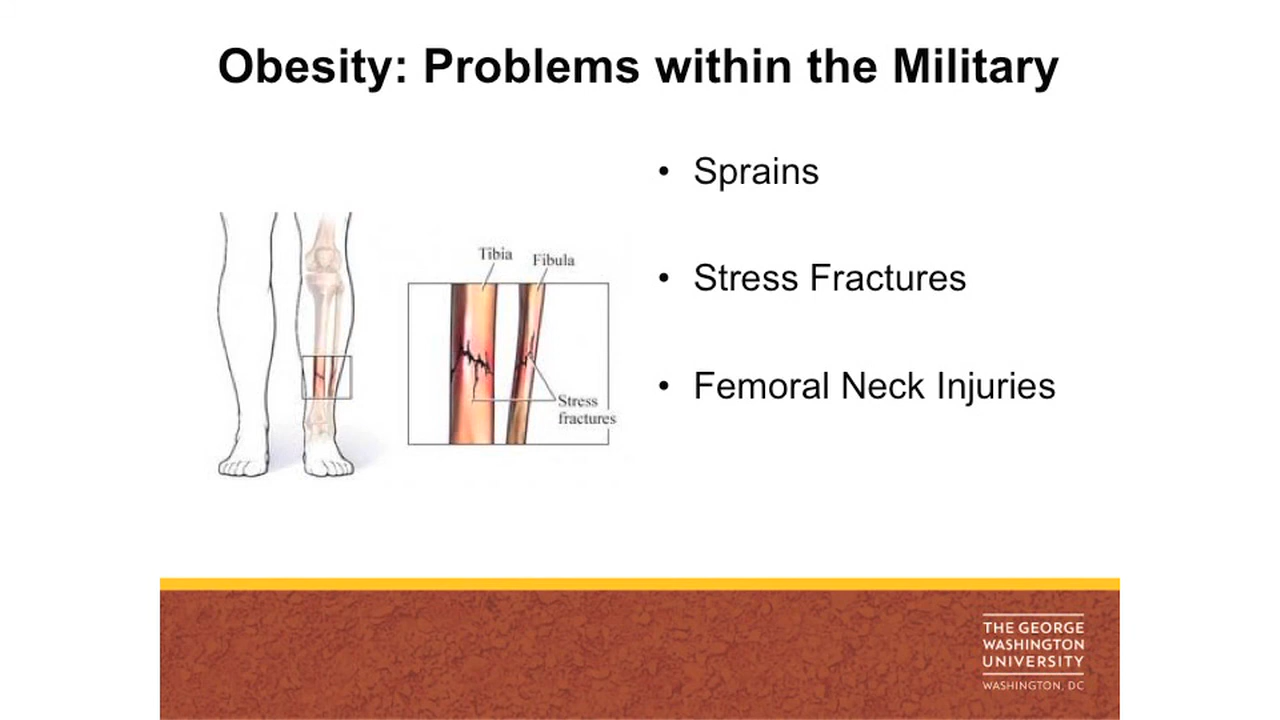 Obesity: Problems within the Military
• Sprains
• Stress Fractures
• Femoral Neck Injuries
Tibia
Fibula
Stress
fractures
THE GEORGE
WASHINGTON
UNIVERSITY
WASHINGTON, DC